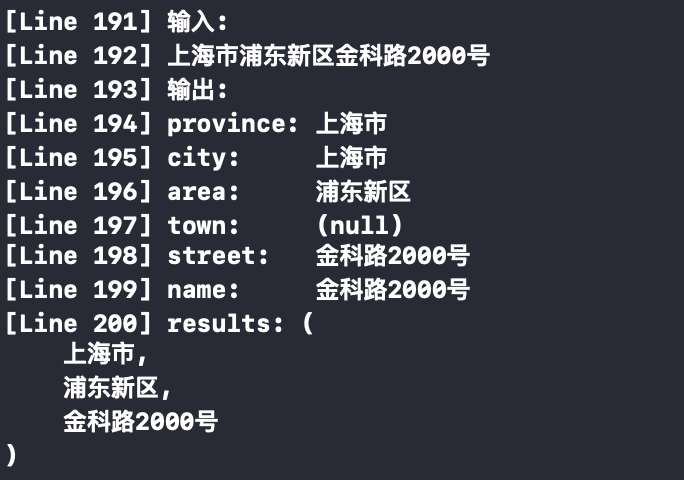 [Line 191] 输入:
[Line 192] 上海市浦东新区金科路2000号
[Line 193] 输出:
[Line 194] province: 上海市
[Line 195] city:     上海市
[Line 196] area:     浦东新区
[Line 197] town:     (null)
[Line 198] street:   金科路2000号
[Line 199] name:     金科路2000号
[Line 200] results: (
    上海市,
    浦东新区,
    金科路2000号
)